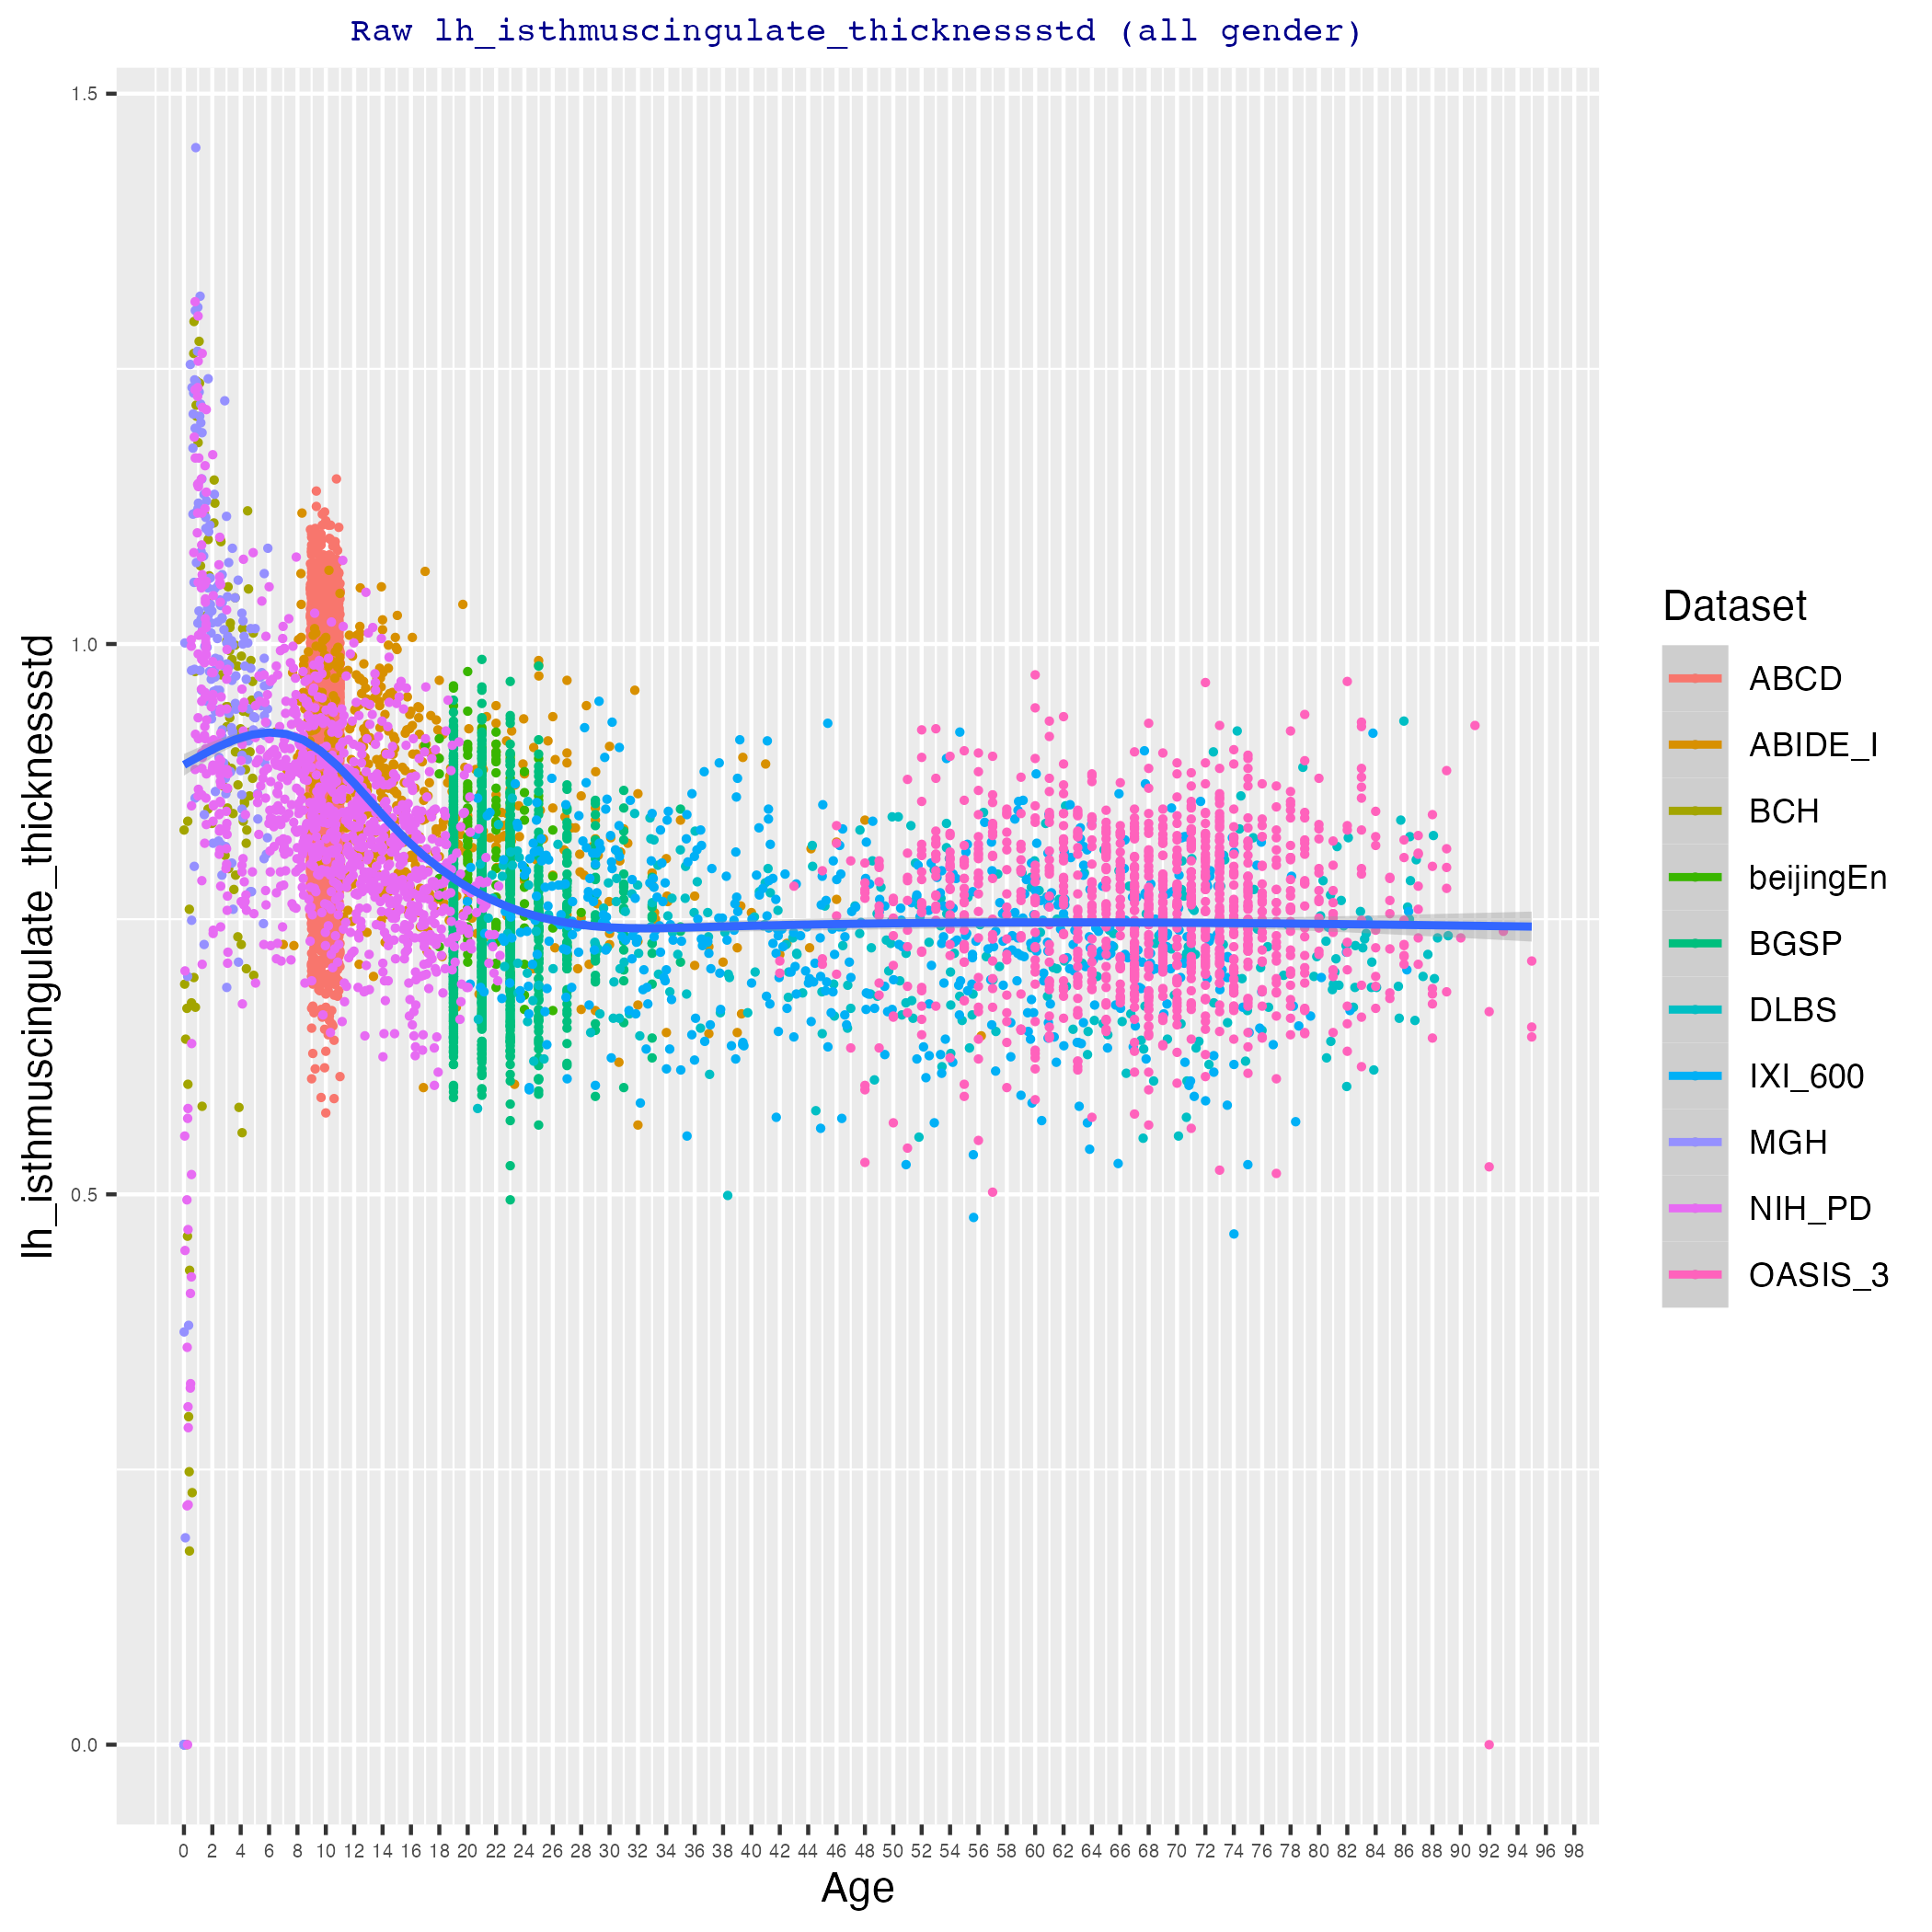 Raw lh_isthmuscingulate_thicknessstd (all gender)
lh_isthmuscingulate_thicknessstd
1.5
1.0
0.5
0.0
0 2 4 6 8 10 12 14 16 18 20 22 24 26 28 30 32 34 36 38 40 42 44 46 48 50 52 54 56 58 60 62 64 66 68 70 72 74 76 78 80 82 84 86 88 90 92 94 96 98
Age
Dataset
ABCD
ABIDE_I
BCH
beijingEn
BGSP
DLBS
IXI_600
MGH
NIH_PD
OASIS_3